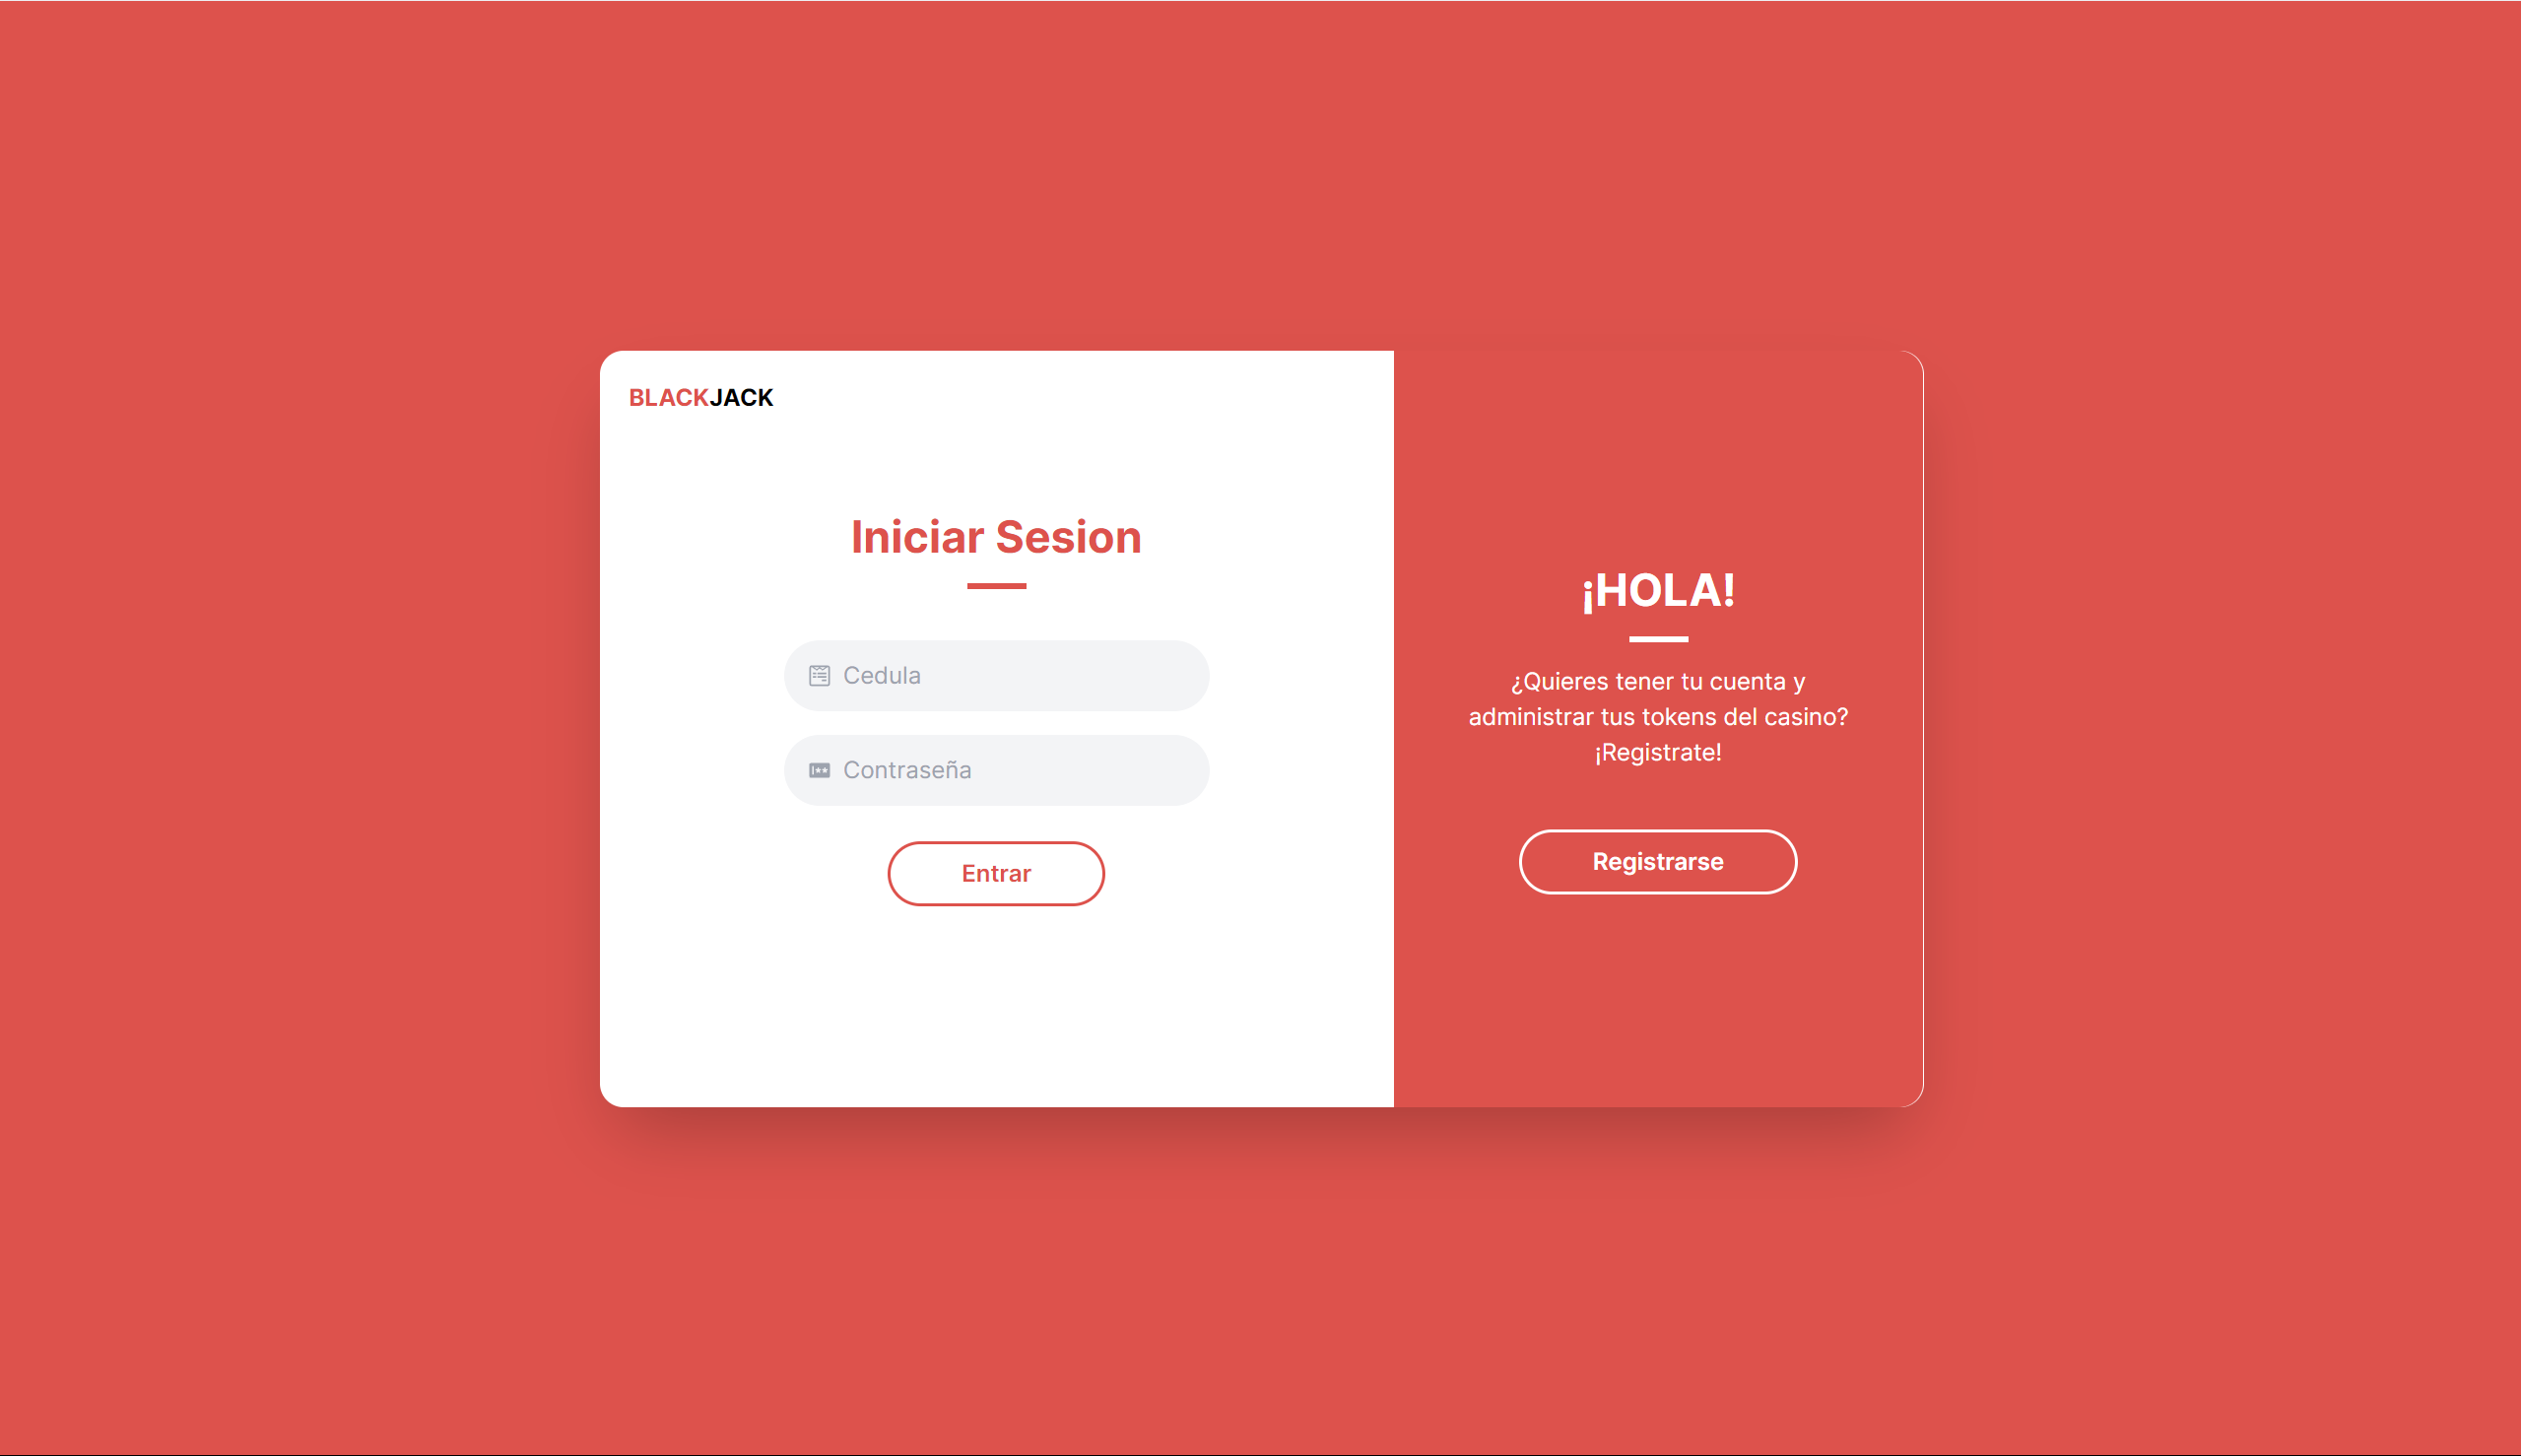 BLACKJACK
Iniciar Sesion
Cedula
Contraseña
Entrar
¡HOLA!
¿Quieres tener tu cuenta y
administrar tus tokens del casino?
¡Registrate!
Registrarse